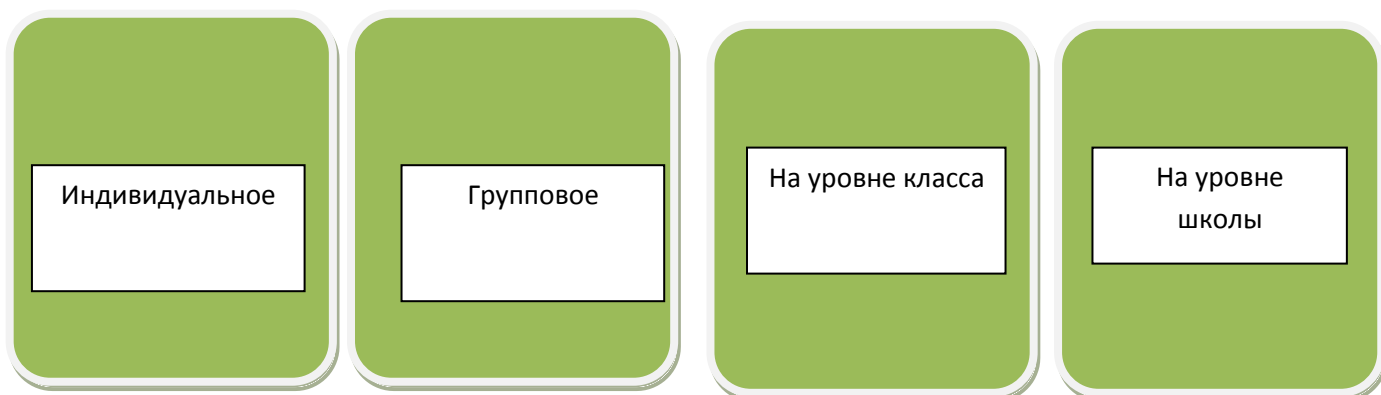 Индивидуальное
Групповое
На уровне класса
На уровне
школы